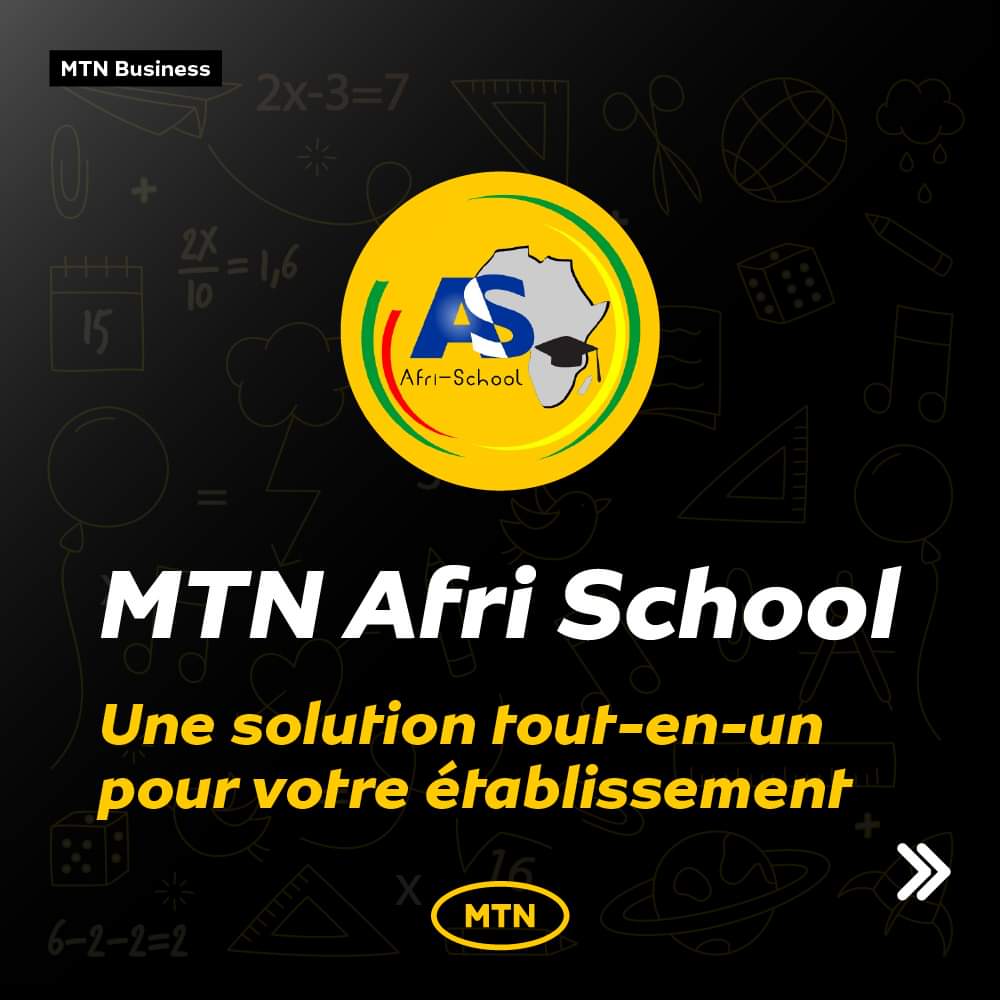 MTN Business
2x-3=7
+
2x
10
= 1,6
15
AS
Afri-School
=
MTN Afri School
Une solution tout-en-un
pour votre établissement
+
16
X
MTN
6-2-2=2